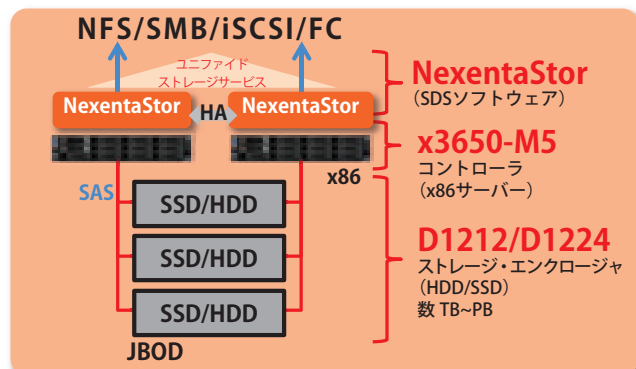 NFS/SMB/iSCSI/FC
ユニファイド
ストレージサービス
NexentaStor
HA
NexentaStor
x86
SAS
SSD/HDD
SSD/HDD
SSD/HDD
JBOD
NexentaStor
(SDSソフトウェア)
x3650-M5
コントローラ
(x86サーバー)
D1212/D1224
ストレージ・エンクロージャ
(HDD/SSD)
数 TB~PB